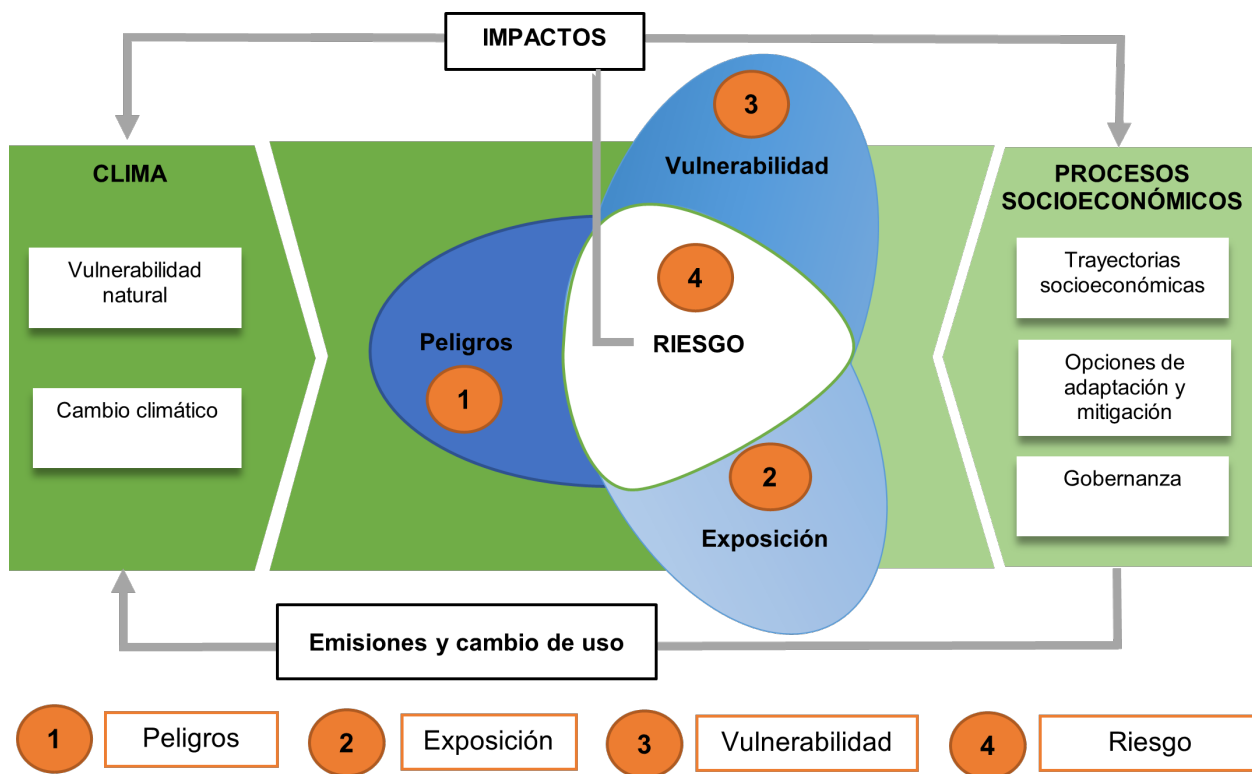 IMPACTOS
3
Vulnerabilidad
CLIMA
Vulnerabilidad
natural
Cambio climático
Peligros
1
4
RIESGO
2
Exposición
PROCESOS
SOCIOECONÓMICOS
Trayectorias
socioeconómicas
Opciones de
adaptación y
mitigación
Gobernanza
Emisiones y cambio de uso
1 Peligros
2 Exposición
3 Vulnerabilidad
4 Riesgo